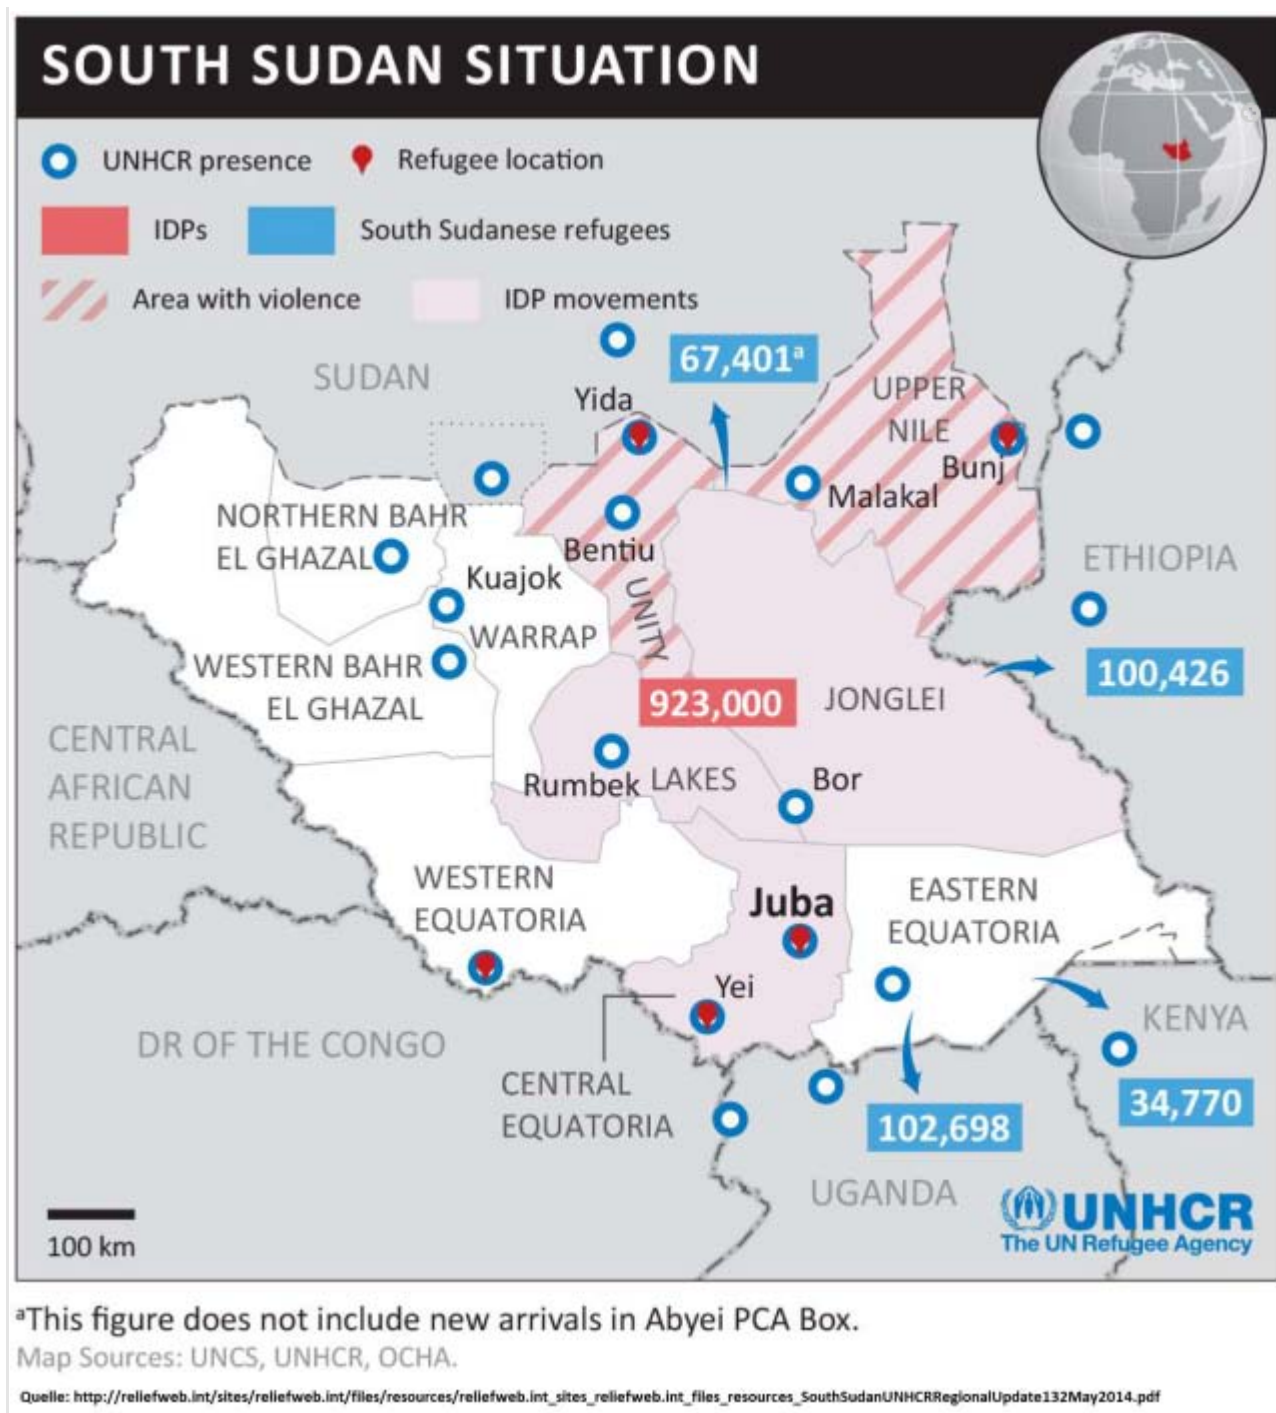 SOUTH SUDAN SITUATION
UNHCR presence
Refugee location
IDPs
South Sudanese refugees
Area with violence
IDP movements
67,401ᵃ
SUDAN
Yida
UPPER
NILE
Bunj
Malakal
NORTHERN BAHR
EL GHAZAL
Bentiu
ETHIOPIA
Kuajok
UNITY
WARRAP
WESTERN BAHR
EL GHAZAL
100,426
923,000
JONGLEI
CENTRAL
AFRICAN
REPUBLIC
Rumbek
LAKES
Bor
WESTERN
EQUATORIA
Juba
EASTERN
EQUATORIA
Yei
KENYA
DR OF THE CONGO
CENTRAL
EQUATORIA
34,770
102,698
UGANDA
UNHCR
The UN Refugee Agency
100 km
ᵃThis figure does not include new arrivals in Abyei PCA Box.
Map Sources: UNCS, UNHCR, OCHA.
Quelle: http://reliefweb.int/sites/reliefweb.int/files/resources/reliefweb.int_sites_reliefweb.int_files_resources_SouthSudanUNHCRRegionalUpdate132May2014.pdf